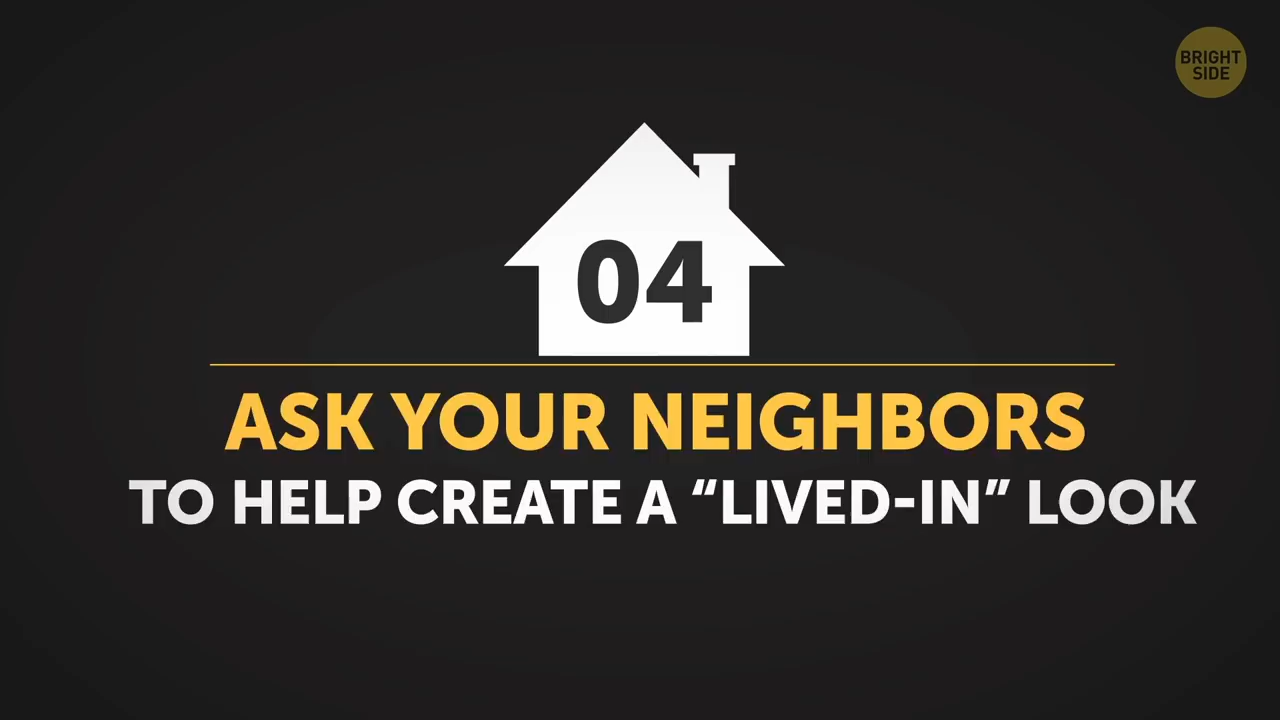 BRIGHT
SIDE
04
ASK YOUR NEIGHBORS
TO HELP CREATE A “LIVED-IN” LOOK